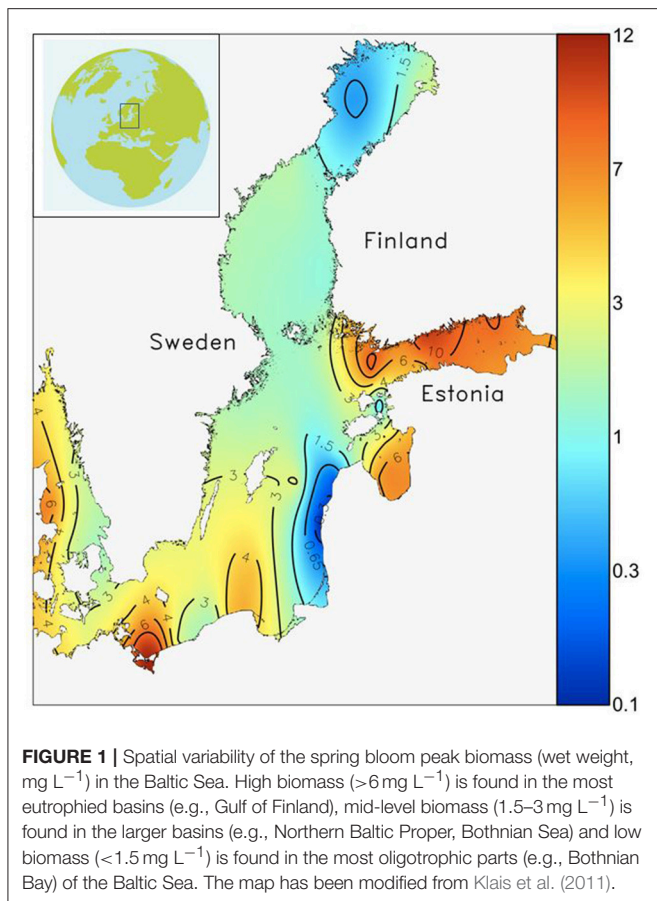 12
1.5
7
Finland
3
Sweden
10
6
4
3
Estonia
1.5
6
3
3
1
6
3
0.65
4
4
3
4
6
4
0.3
0.1
FIGURE 1 | Spatial variability of the spring bloom peak biomass (wet weight,
mg L−1) in the Baltic Sea. High biomass (>6 mg L−1) is found in the most
eutrophied basins (e.g., Gulf of Finland), mid-level biomass (1.5–3 mg L−1) is
found in the larger basins (e.g., Northern Baltic Proper, Bothnian Sea) and low
biomass (<1.5 mg L−1) is found in the most oligotrophic parts (e.g., Bothnian
Bay) of the Baltic Sea. The map has been modified from Klais et al. (2011).